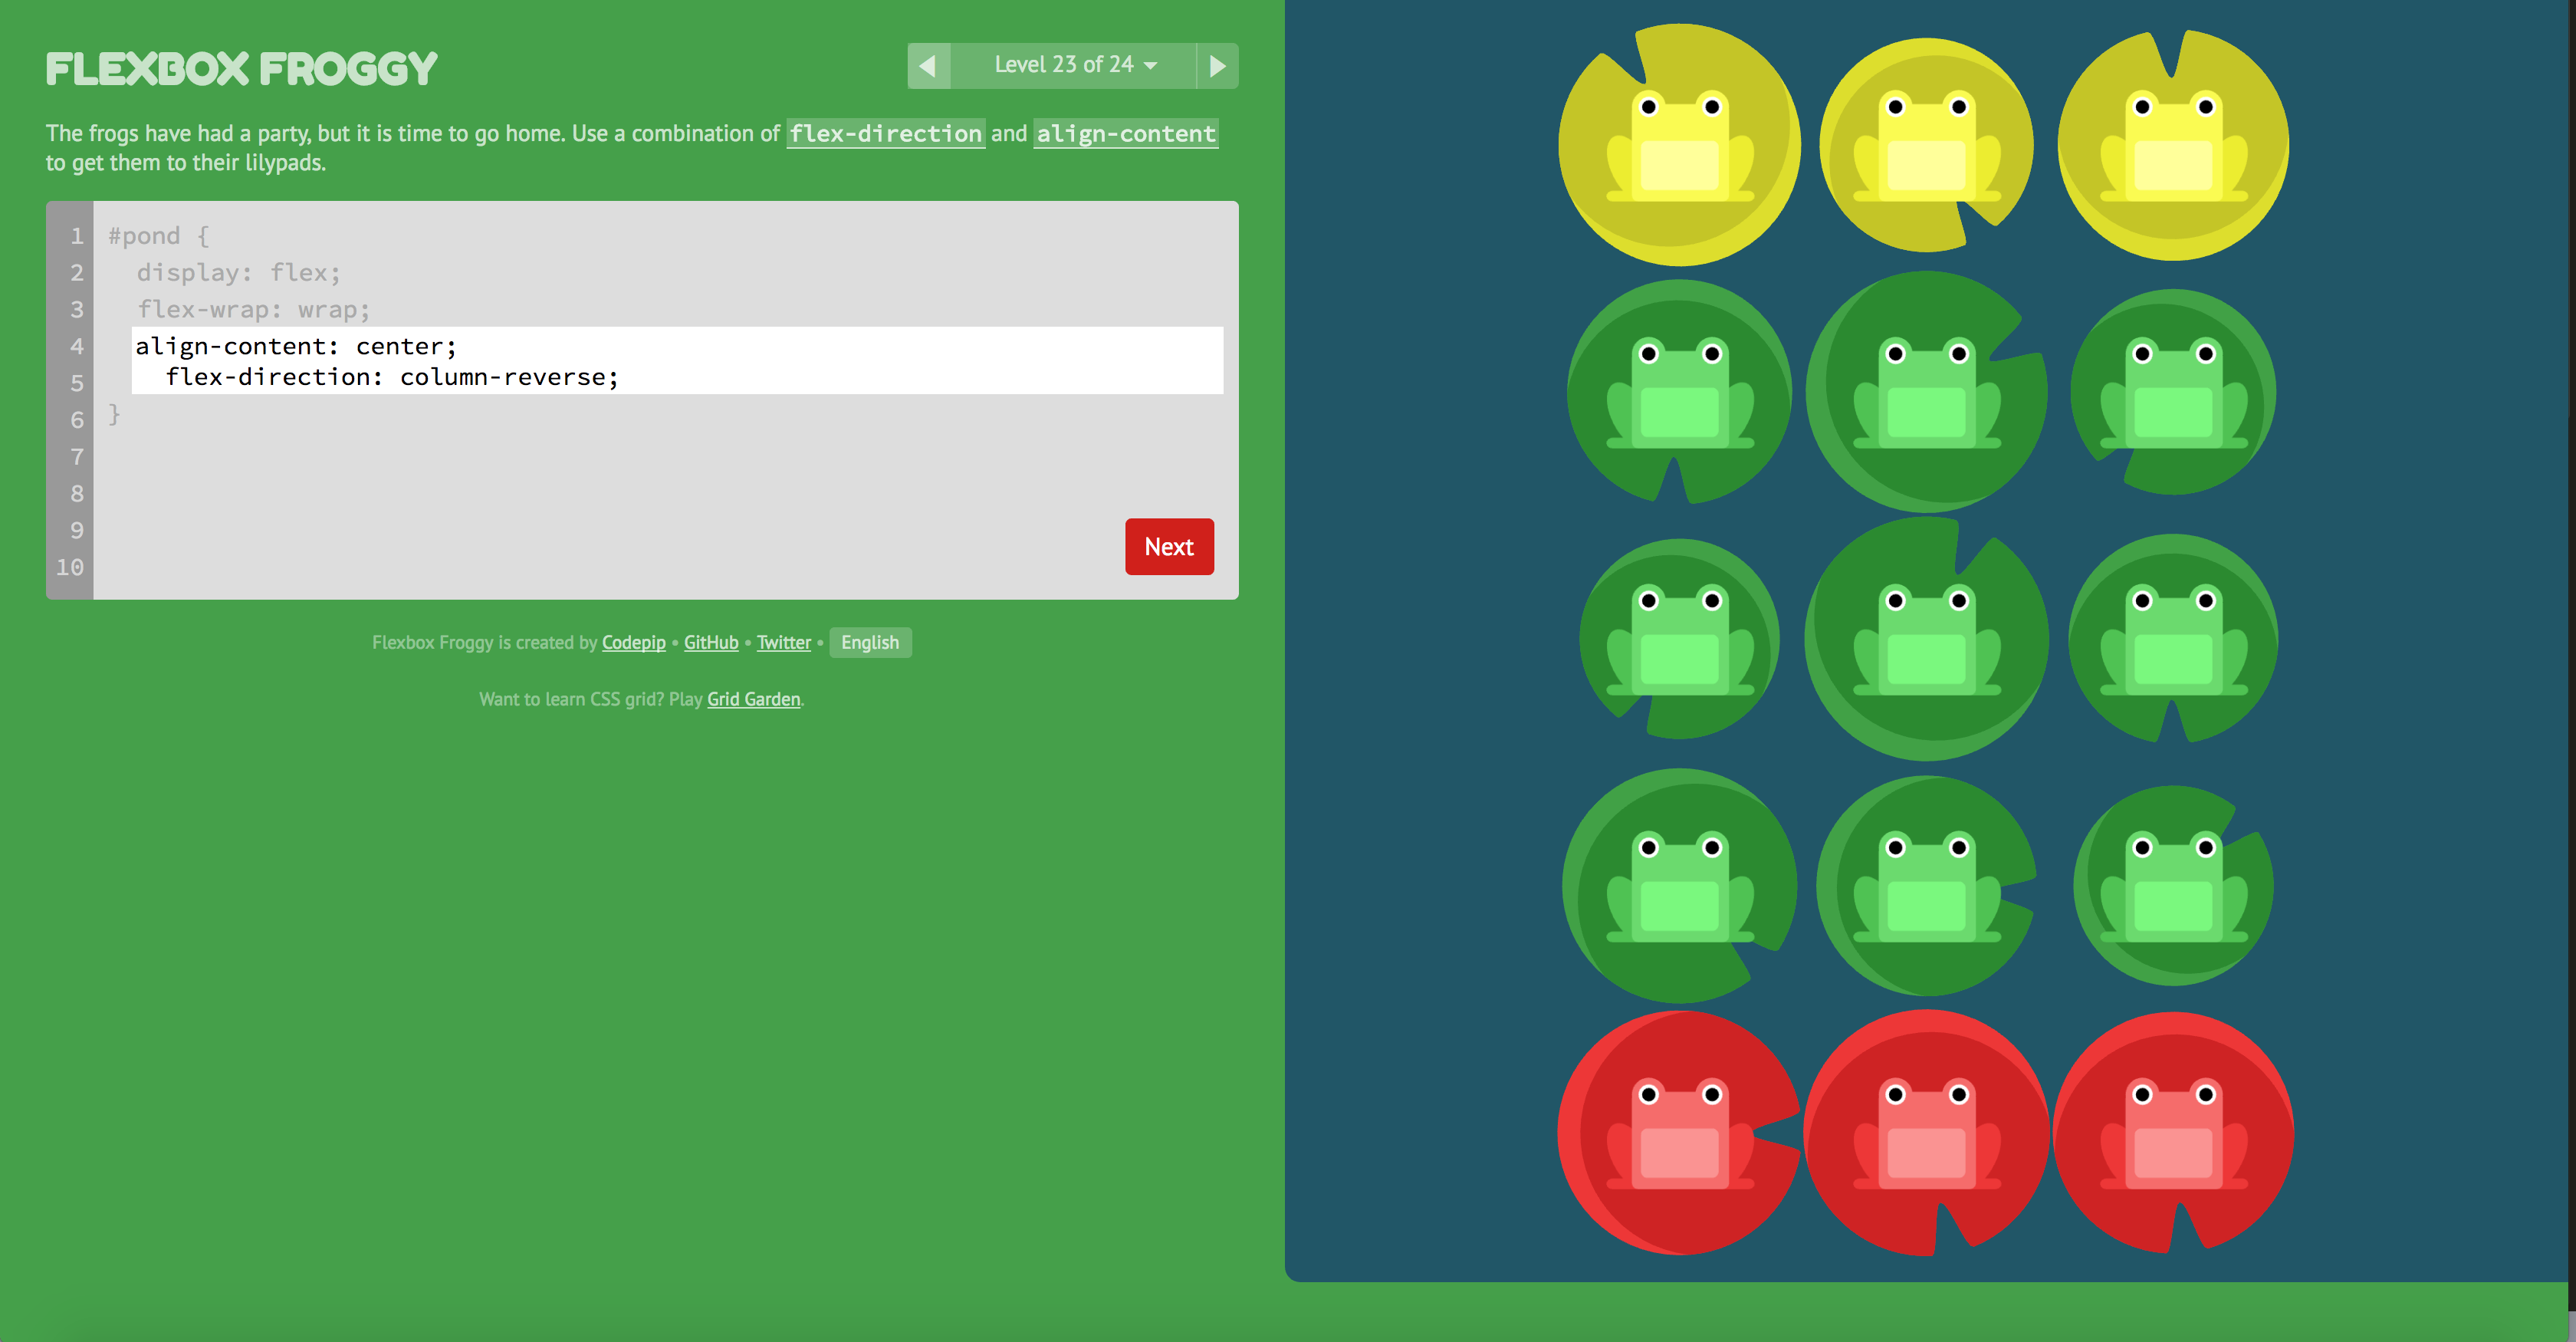 FLEXBOX FROGGY
Level 23 of 24
The frogs have had a party, but it is time to go home. Use a combination of flex-direction and align-content
to get them to their lilypads.
1 #pond {
2 display: flex;
3 flex-wrap: wrap;
4 align-content: center;
5 flex-direction: column-reverse;
6 }
7
8
9
10
Next
Flexbox Froggy is created by Codepip • GitHub • Twitter • English
Want to learn CSS grid? Play Grid Garden.